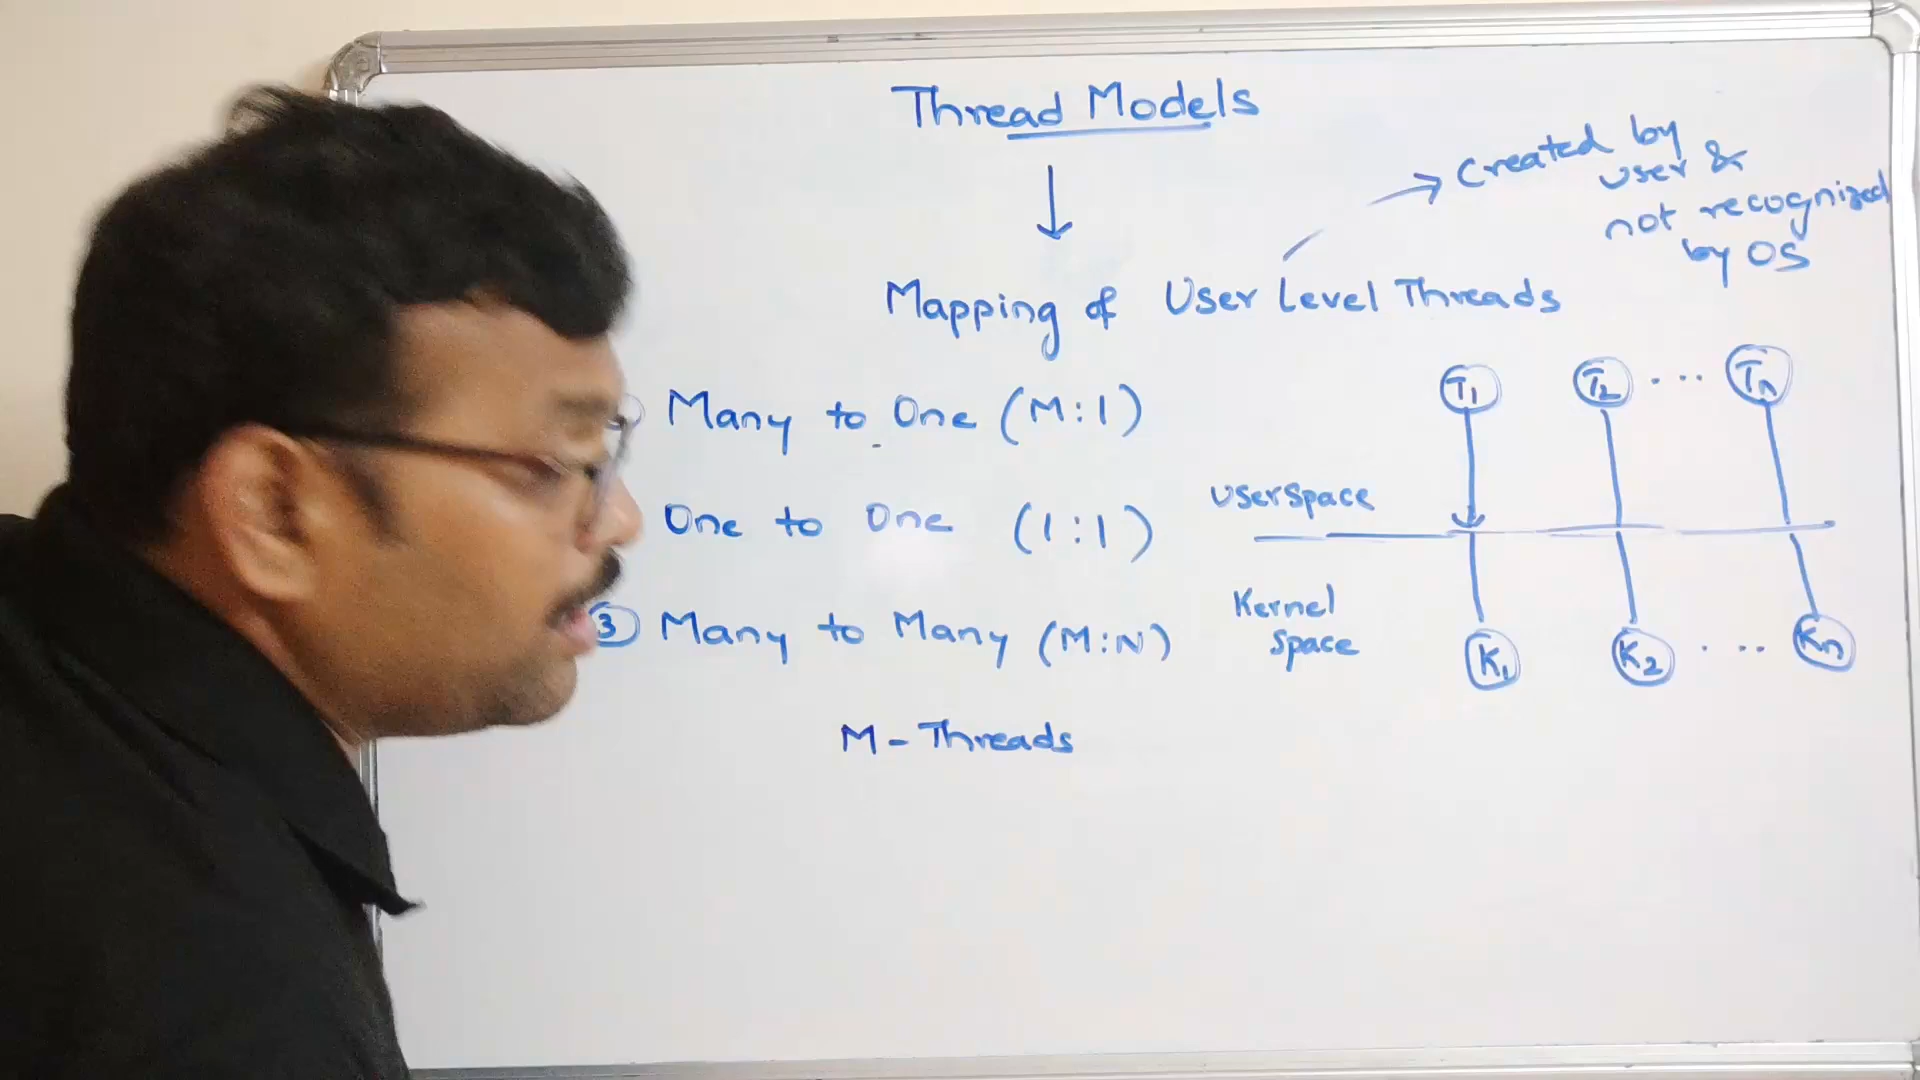 Thread Models
Created by
user &
not recognized
by OS
Mapping of User Level Threads
Many to One (M:1)
One to One (1:1)
3 Many to Many (M:N)
M - Threads
T1 T2 ... Tn
Userspace
Kernel
Space
K1 K2 ... Kn